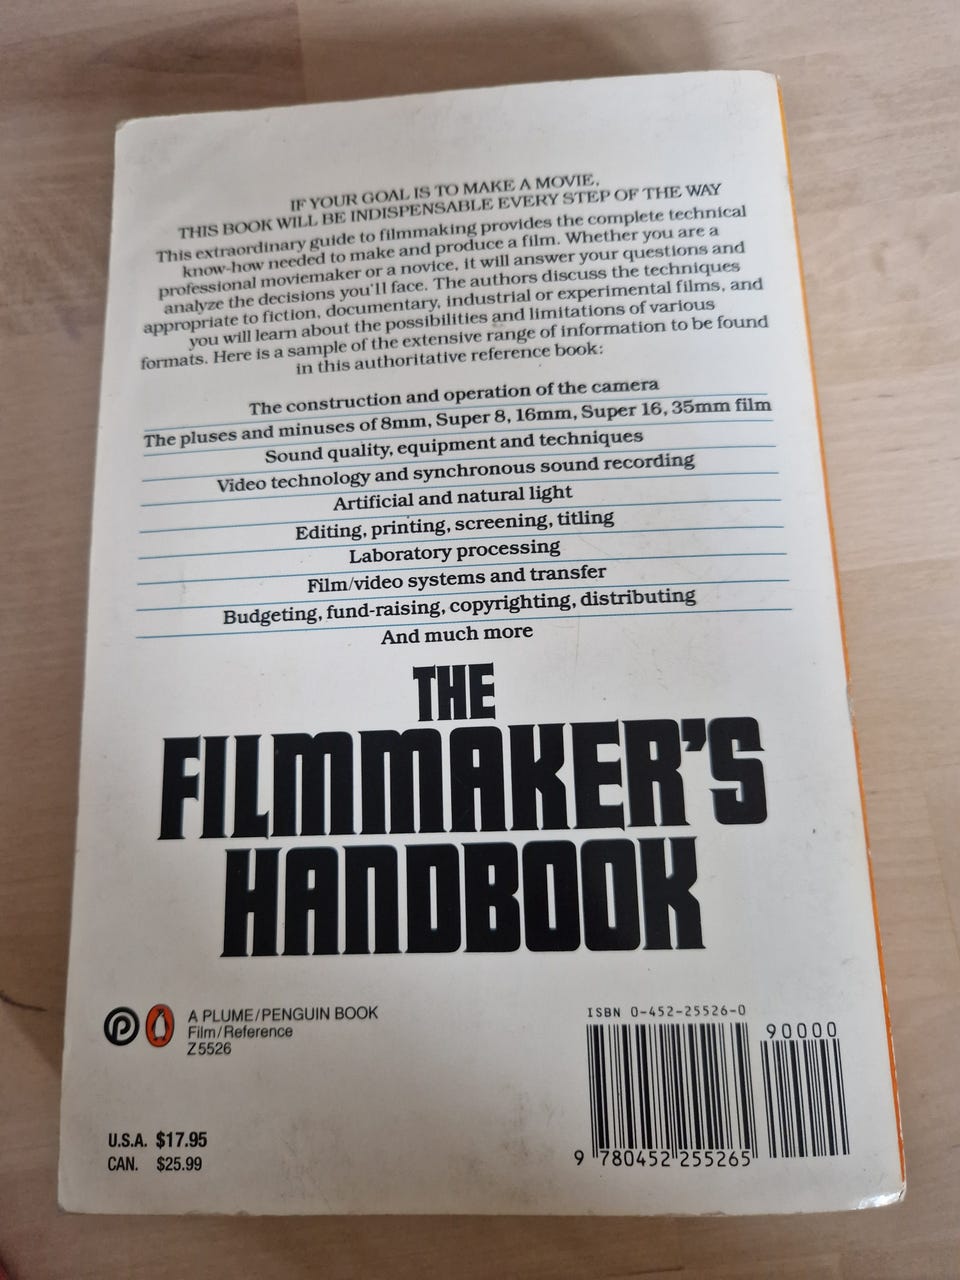 IF YOUR GOAL IS TO MAKE A MOVIE,
THIS BOOK WILL BE INDISPENSABLE EVERY STEP OF THE WAY
This extraordinary guide to filmmaking provides the complete technical
know-how needed to make and produce a film. Whether you are a
professional moviemaker or a novice, it will answer your questions and
analyze the decisions you'll face. The authors discuss the techniques
appropriate to fiction, documentary, industrial or experimental films, and
you will learn about the possibilities and limitations of various
formats. Here is a sample of the extensive range of information to be found
in this authoritative reference book:
The construction and operation of the camera
The pluses and minuses of 8mm, Super 8, 16mm, Super 16, 35mm film
Sound quality, equipment and techniques
Video technology and synchronous sound recording
Artificial and natural light
Editing, printing, screening, titling
Laboratory processing
Film/video systems and transfer
Budgeting, fund-raising, copyrighting, distributing
And much more
THE
FILMMAKER'S
HANDBOOK
A PLUME/PENGUIN BOOK
Film/Reference
Z5526
U.S.A. $17.95
CAN. $25.99
ISBN 0-452-25526-0
90000
9 780452 255265